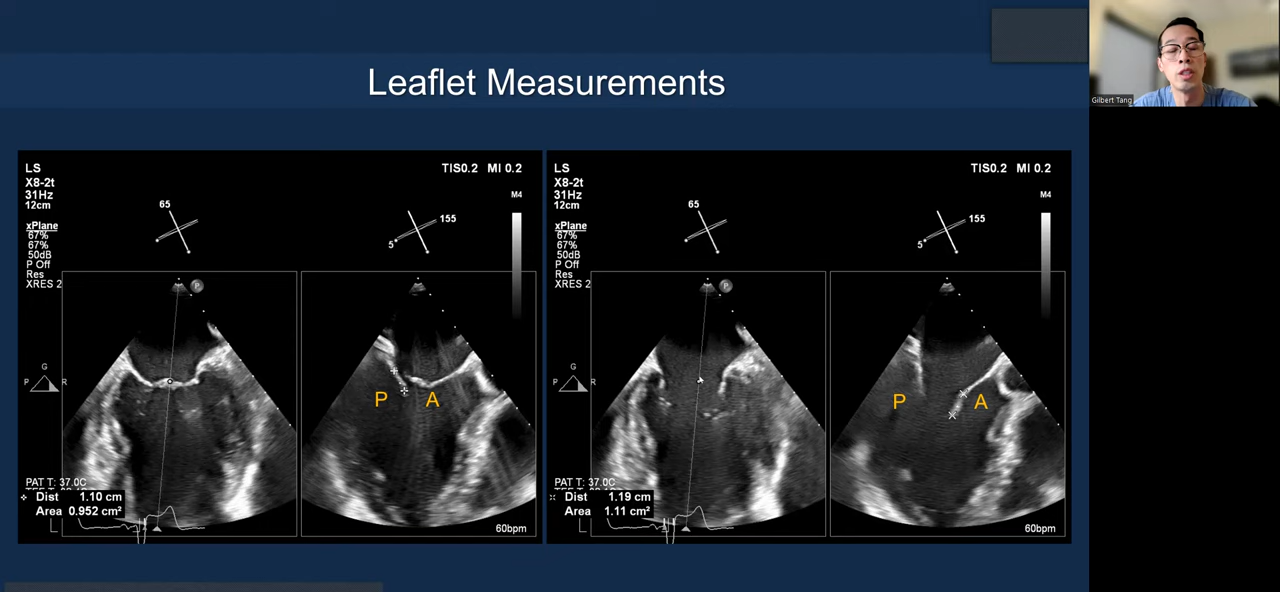 Leaflet Measurements
Gilbert Tang
LS
X8-2t
31Hz
12cm
xPlane
67%
67%
50dB
P Off
Res
XRES 2
TIS0.2 MI 0.2
M4
65
155
5
P
G
P R
P A
PAT T: 37.0C
Dist 1.10 cm
Area 0.952 cm²
60bpm
LS
X8-2t
31Hz
12cm
xPlane
67%
67%
50dB
P Off
Res
XRES 2
TIS0.2 MI 0.2
M4
65
155
5
P
G
P R
P A
PAT T: 37.0C
Dist 1.19 cm
Area 1.11 cm²
60bpm